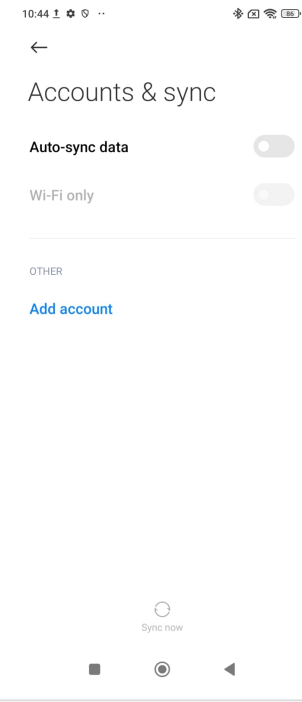 10:44
86
Accounts & sync
Auto-sync data
Wi-Fi only
OTHER
Add account
Sync now